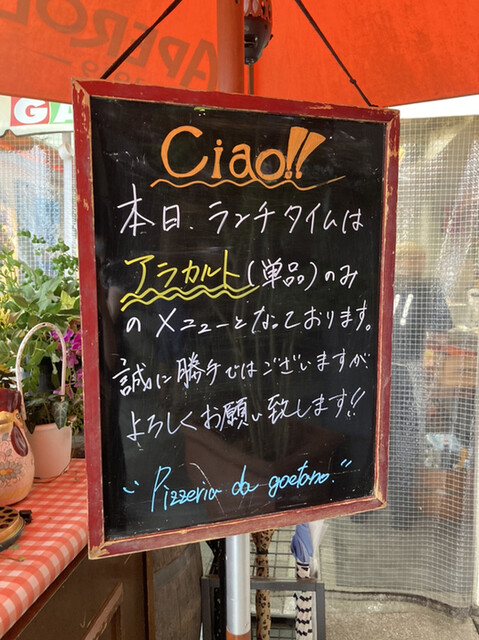 APEROL
GA
Ciao!!
本日、ランチタイムは
アラカルト(単品)のみ
のメニューとなっております。
誠に勝手ではございますが、
よろしくお願い致します!!
"Pizzeria da gaetano."